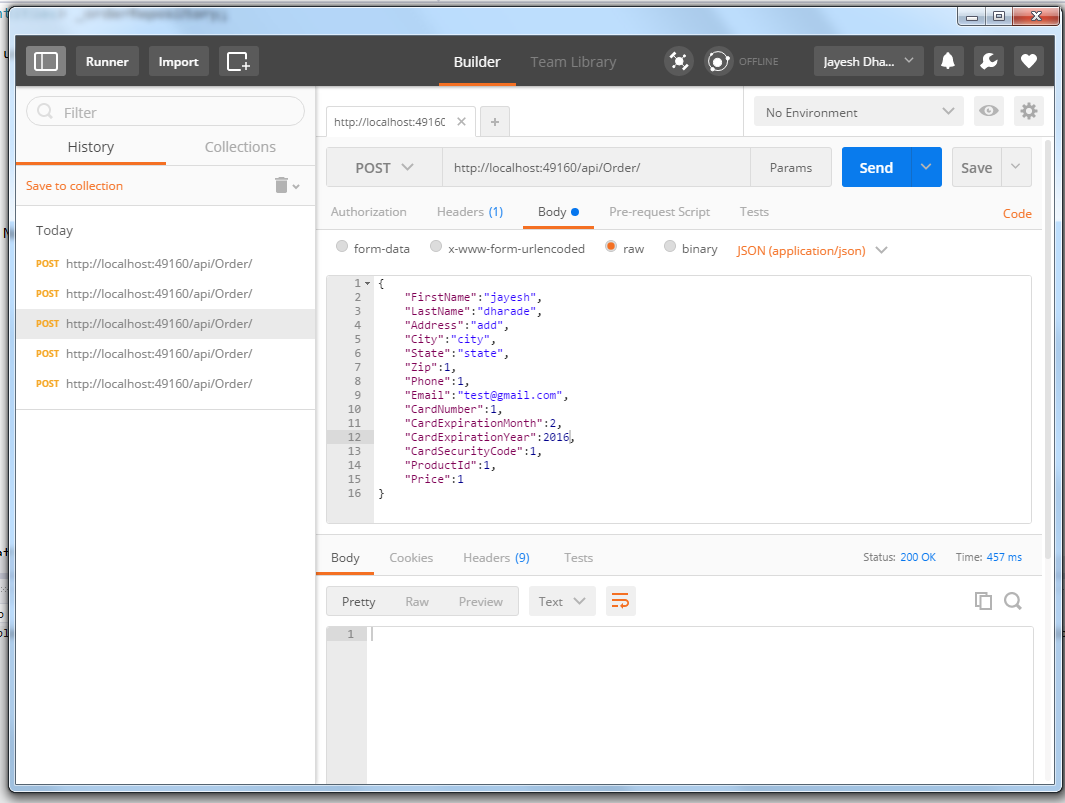 _orderRepository;
Runner
Import
Builder
Team Library
OFFLINE
Jayesh Dha...
Filter
History
Collections
Save to collection
Today
POST http://localhost:49160/api/Order/
POST http://localhost:49160/api/Order/
POST http://localhost:49160/api/Order/
POST http://localhost:49160/api/Order/
POST http://localhost:49160/api/Order/
http://localhost:49160
No Environment
POST
http://localhost:49160/api/Order/
Params
Send
Save
Authorization
Headers (1)
Body
Pre-request Script
Tests
Code
form-data
x-www-form-urlencoded
raw
binary
JSON (application/json)
1 {
2 "FirstName":"jayesh",
3 "LastName":"dharade",
4 "Address":"add",
5 "City":"city",
6 "State":"state",
7 "Zip":1,
8 "Phone":1,
9 "Email":"test@gmail.com",
10 "CardNumber":1,
11 "CardExpirationMonth":2,
12 "CardExpirationYear":2016,
13 "CardSecurityCode":1,
14 "ProductId":1,
15 "Price":1
16 }
Body
Cookies
Headers (9)
Tests
Status: 200 OK
Time: 457 ms
Pretty
Raw
Preview
Text
1